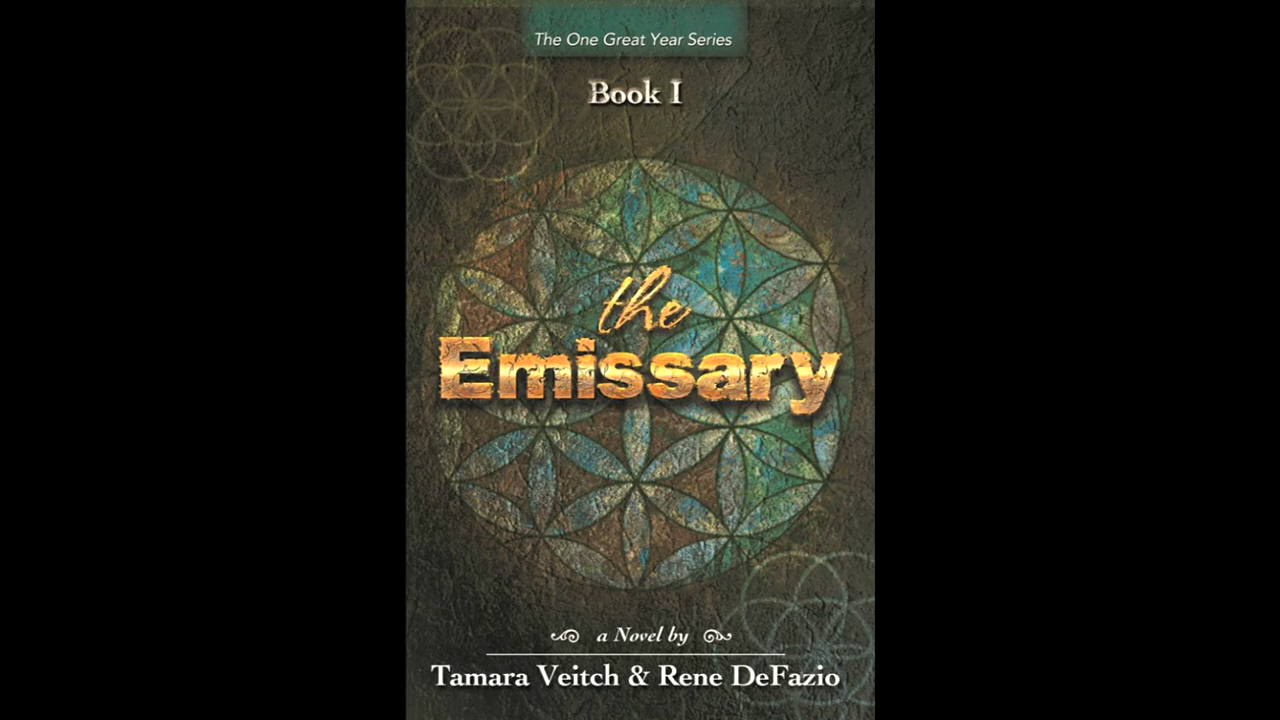 The One Great Year Series
Book I
the
Emissary
a Novel by
Tamara Veitch & Rene DeFazio